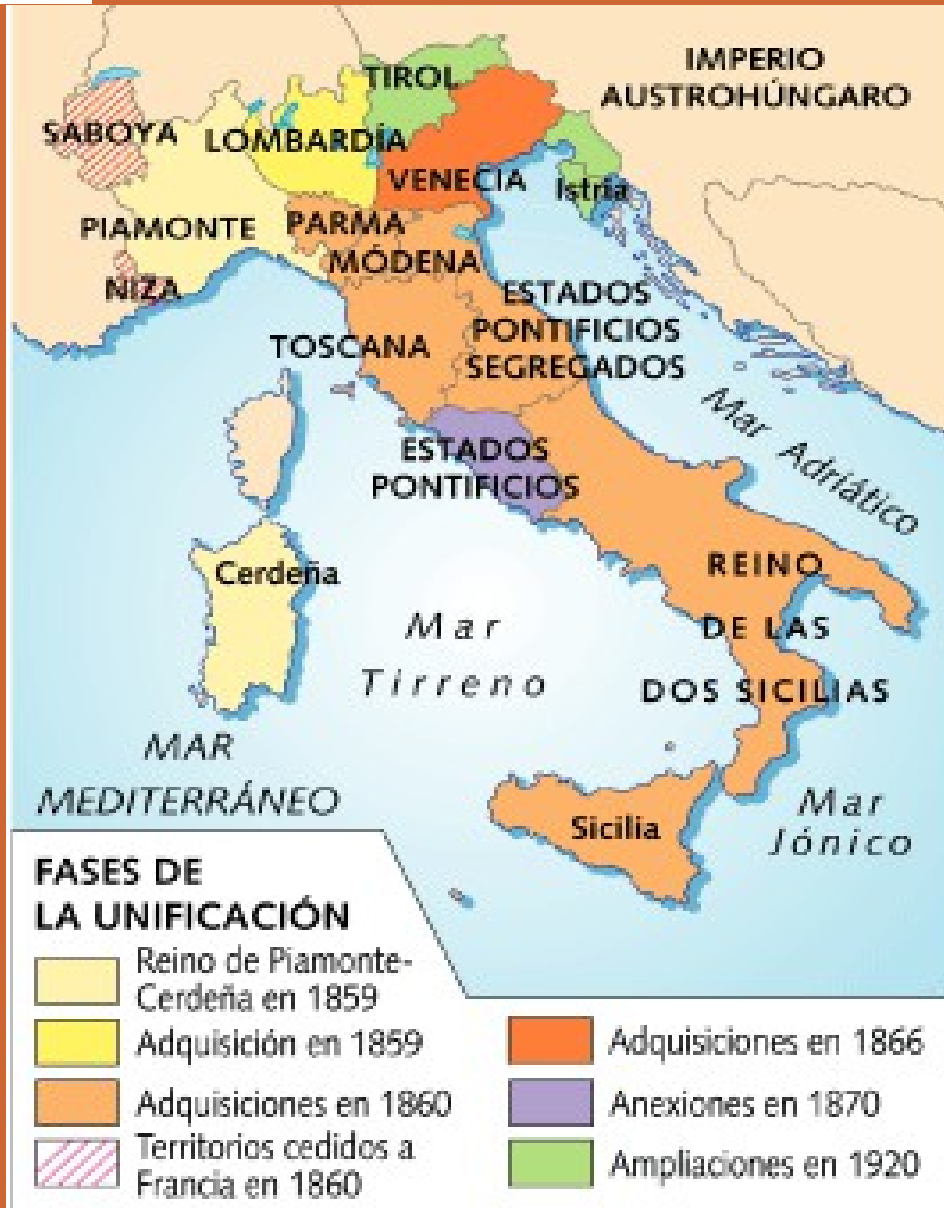 IMPERIO
AUSTROHÚNGARO
TIROL
SABOYA
LOMBARDÍA
VENECIA
Istria
PIAMONTE
PARMA
MÓDENA
NIZA
ESTADOS
PONTIFICIOS
SEGREGADOS
TOSCANA
Mar
Adriático
ESTADOS
PONTIFICIOS
Cerdeña
REINO
DE LAS
DOS SICILIAS
Mar
Tirreno
MAR
MEDITERRÁNEO
Sicilia
Mar
Jónico
FASES DE
LA UNIFICACIÓN
Reino de Piamonte-
Cerdeña en 1859
Adquisición en 1859
Adquisiciones en 1860
Territorios cedidos a
Francia en 1860
Adquisiciones en 1866
Anexiones en 1870
Ampliaciones en 1920